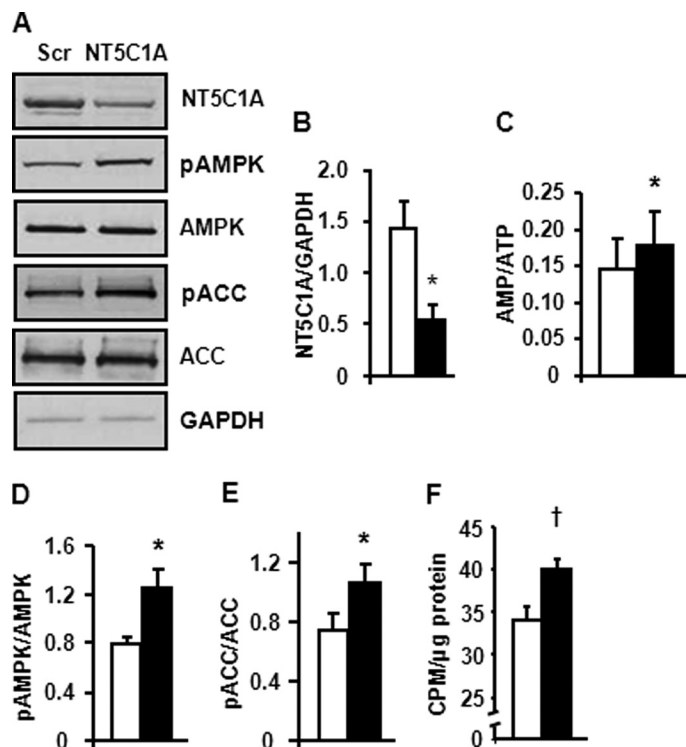 A
Scr NT5C1A
NT5C1A
pAMPK
AMPK
pACC
ACC
GAPDH
B
NT5C1A/GAPDH
2.0
1.5
1.0
0.5
0
*
C
AMP/ATP
0.25
0.20
0.15
0.10
0
*
D
pAMPK/AMPK
1.6
1.2
0.8
0.4
0
*
E
pACC/ACC
1.2
0.8
0.4
0
*
F
CPM/µg protein
45
40
35
30
25
0
†